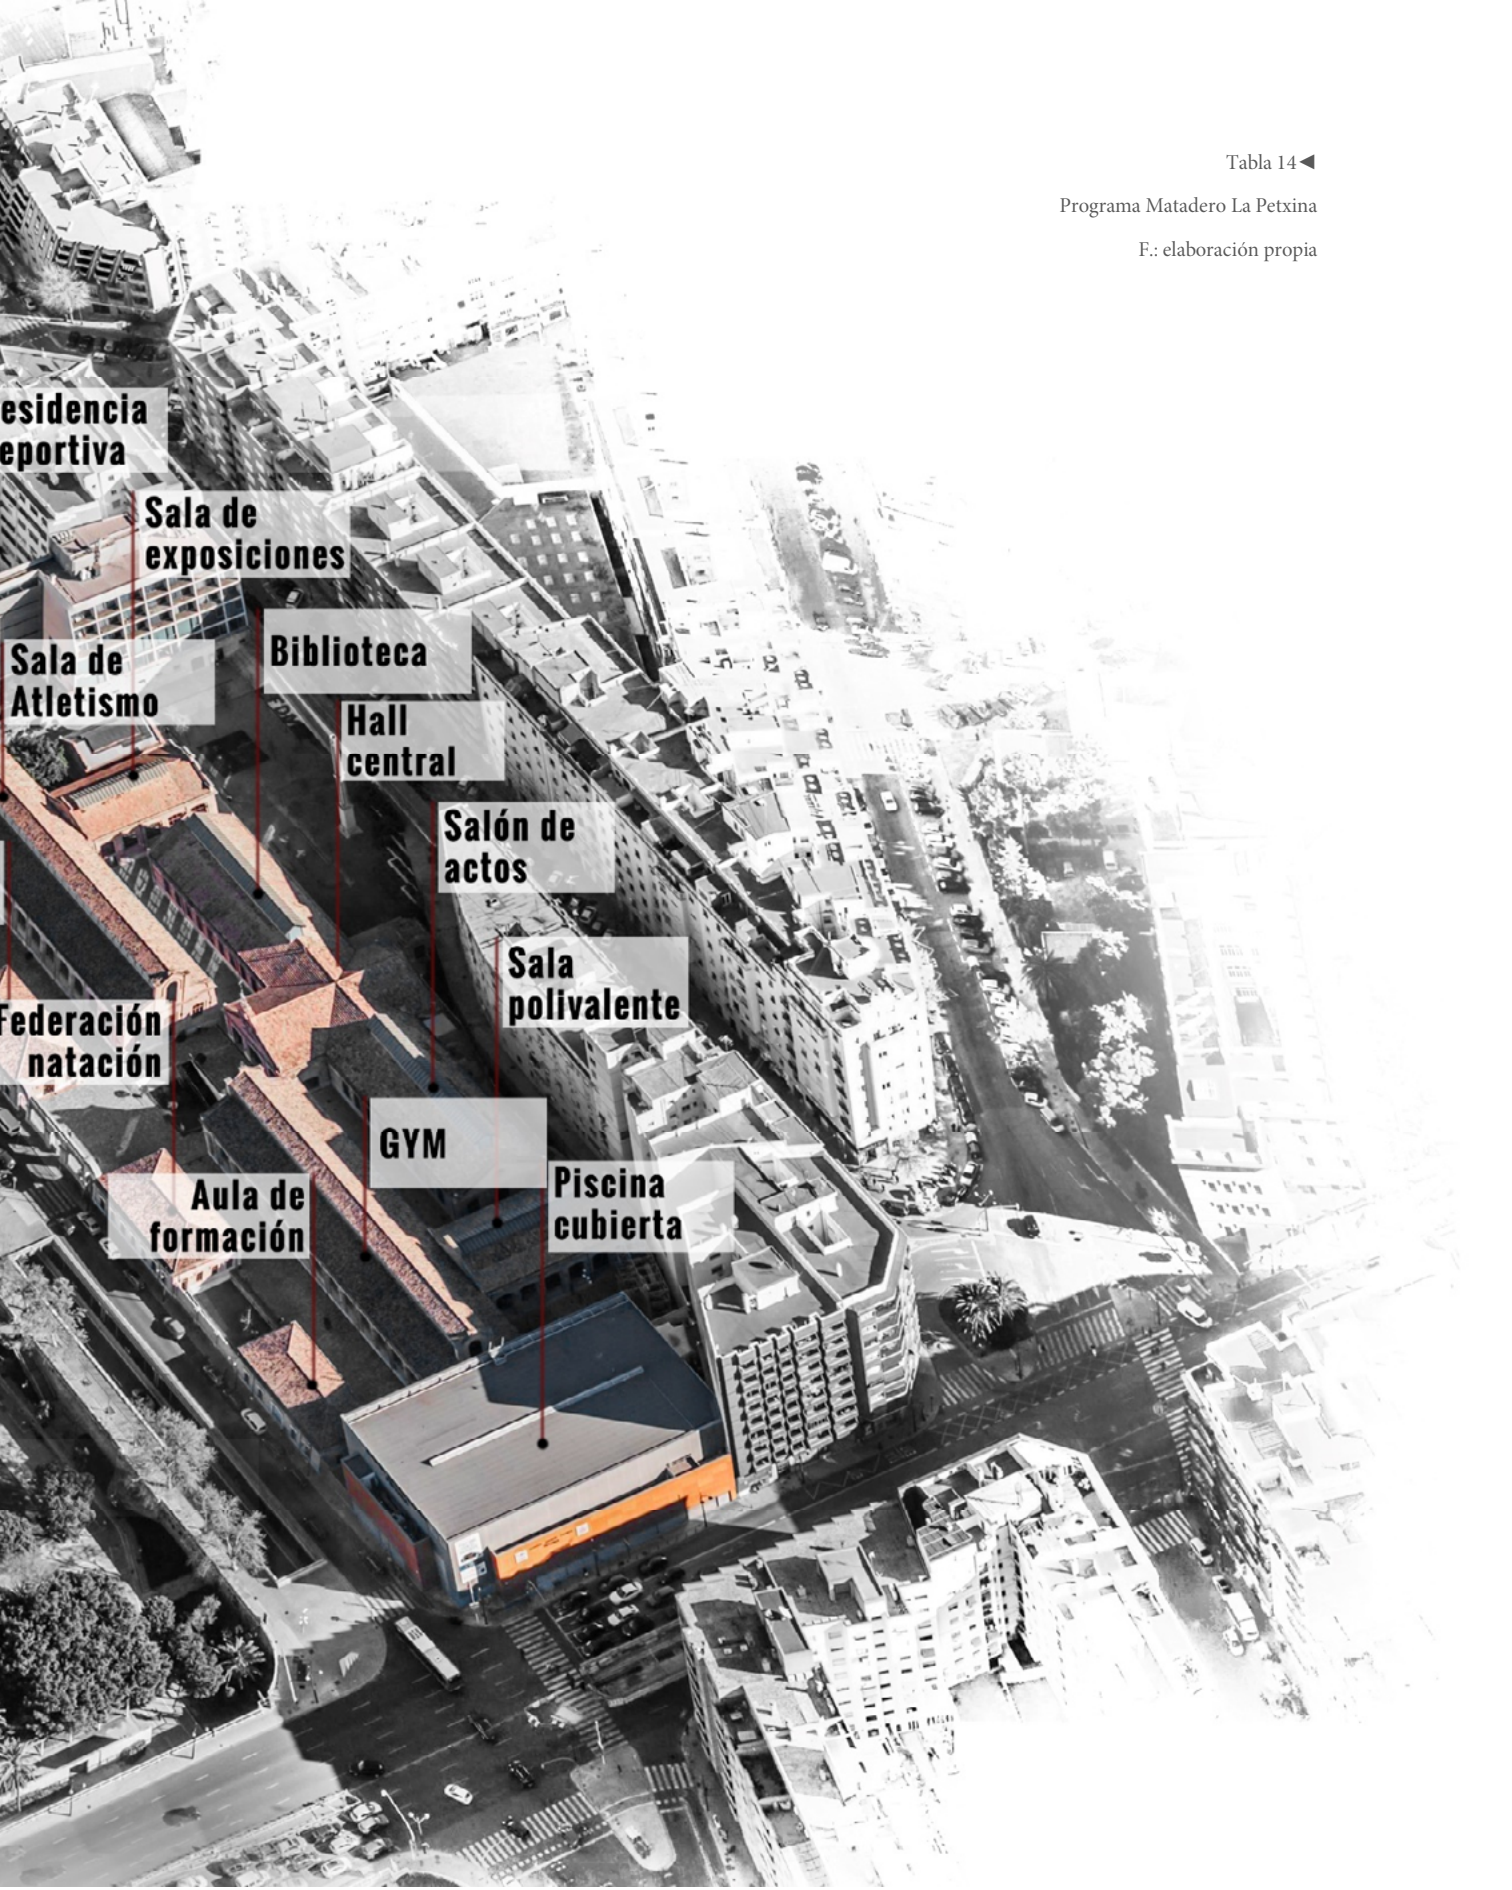 Tabla 14◀
Programa Matadero La Petxina
F.: elaboración propia
esidencia
eportiva
Sala de
exposiciones
Biblioteca
Sala de
Atletismo
Hall
central
Salón de
actos
Sala
polivalente
Federación
natación
GYM
Aula de
formación
Piscina
cubierta